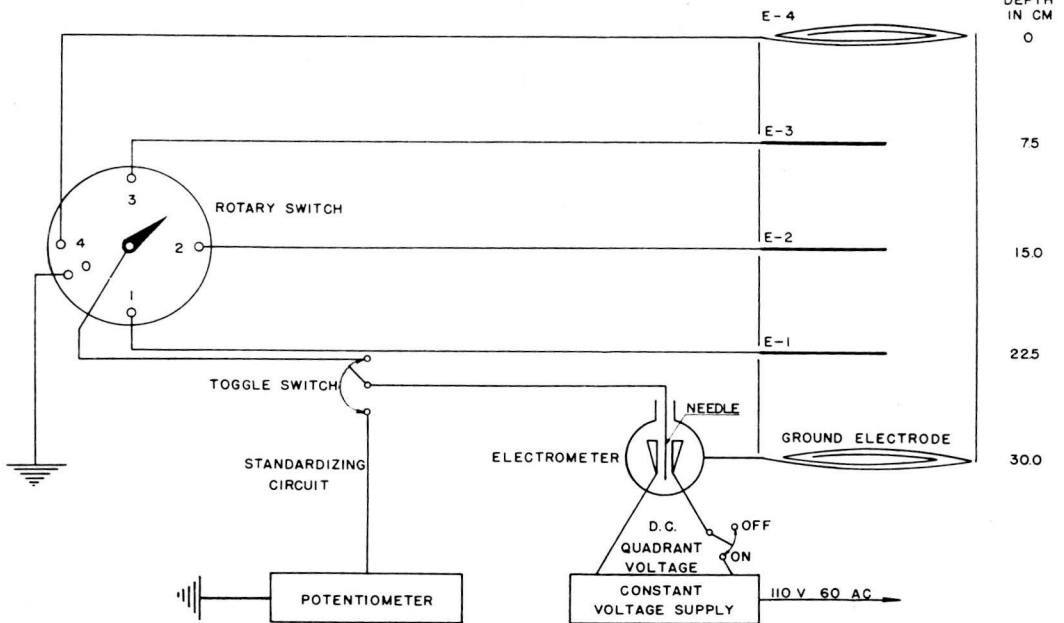 DEPTH
IN CM
E-4
0
E-3
7.5
3
ROTARY SWITCH
4
2
E-2
15.0
0
1
E-1
22.5
TOGGLE SWITCH
NEEDLE
GROUND ELECTRODE
ELECTROMETER
30.0
STANDARDIZING
CIRCUIT
D.C.
QUADRANT
VOLTAGE
OFF
ON
POTENTIOMETER
CONSTANT
VOLTAGE SUPPLY
110 V 60 AC